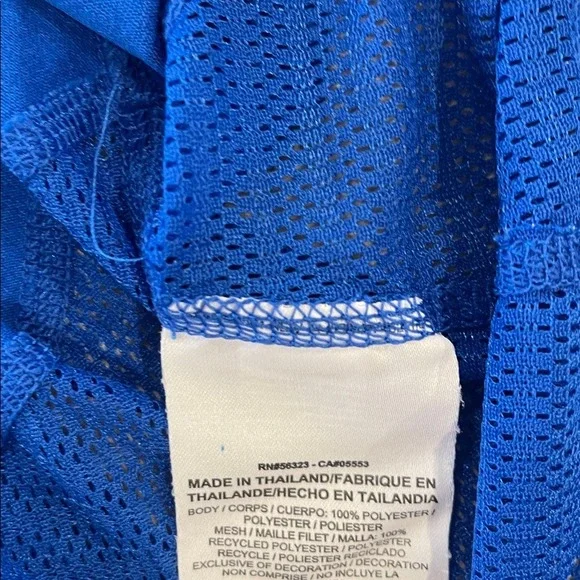 RN#56323 - CA#05553
MADE IN THAILAND/FABRIQUE EN
THAILANDE/HECHO EN TAILANDIA
BODY / CORPS / CUERPO: 100% POLYESTER /
POLYESTER / POLIESTER
MESH / MAILLE FILET / MALLA: 100%
RECYCLED POLYESTER / POLYESTER
RECYCLE / POLIESTER RECICLADO
EXCLUSIVE OF DECORATION / DECORATION
NON COMPRISE / NO INCLUYE LA